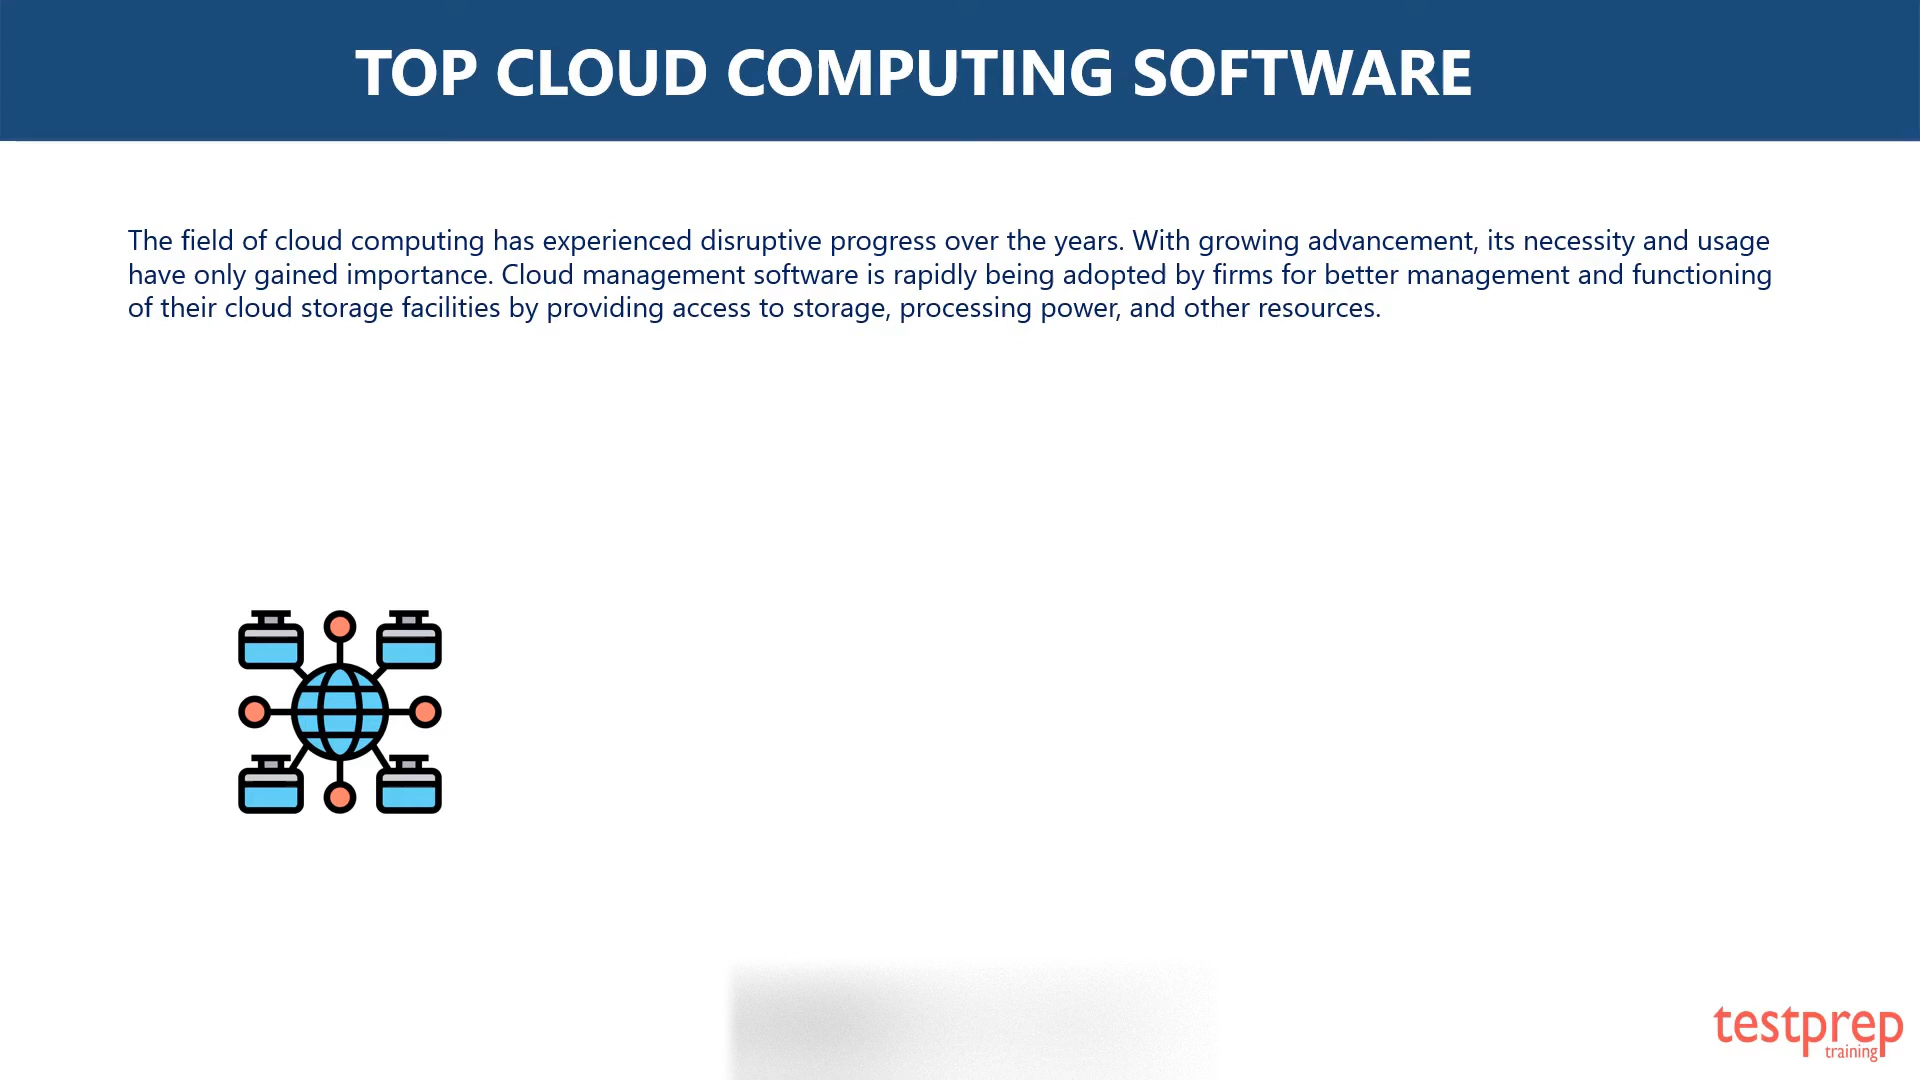 TOP CLOUD COMPUTING SOFTWARE
The field of cloud computing has experienced disruptive progress over the years. With growing advancement, its necessity and usage
have only gained importance. Cloud management software is rapidly being adopted by firms for better management and functioning
of their cloud storage facilities by providing access to storage, processing power, and other resources.
testprep
training